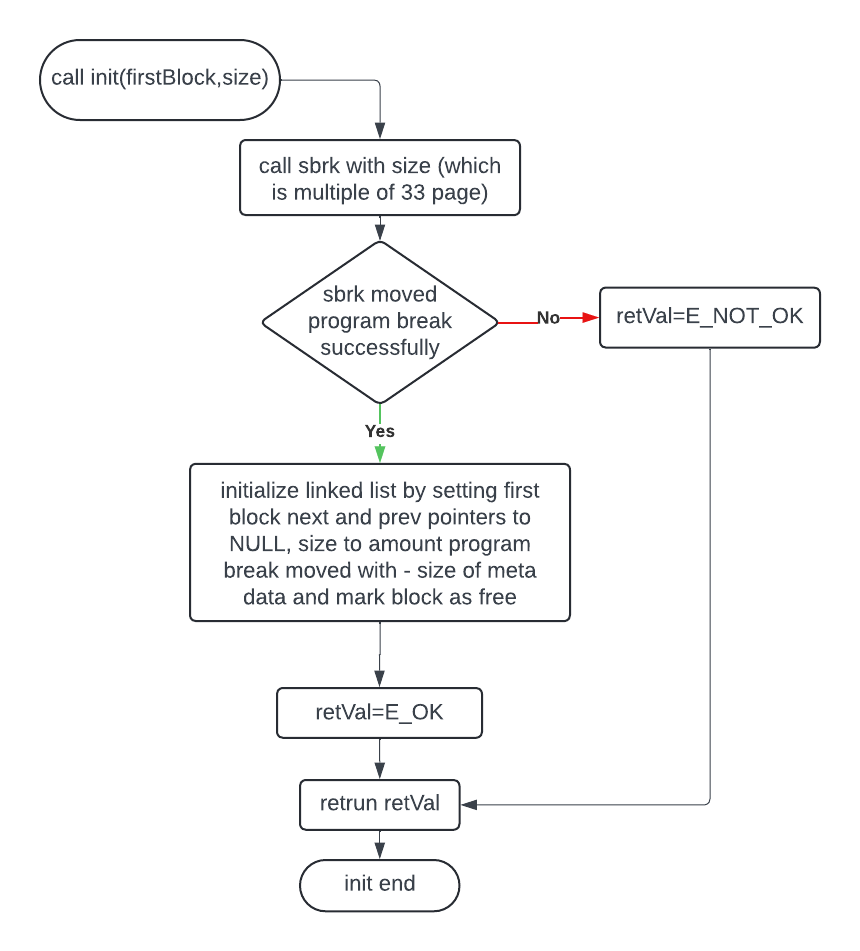 call init(firstBlock,size)
call sbrk with size (which
is multiple of 33 page)
sbrk moved
program break
successfully
No
retVal=E_NOT_OK
Yes
initialize linked list by setting first
block next and prev pointers to
NULL, size to amount program
break moved with - size of meta
data and mark block as free
retVal=E_OK
retrun retVal
init end